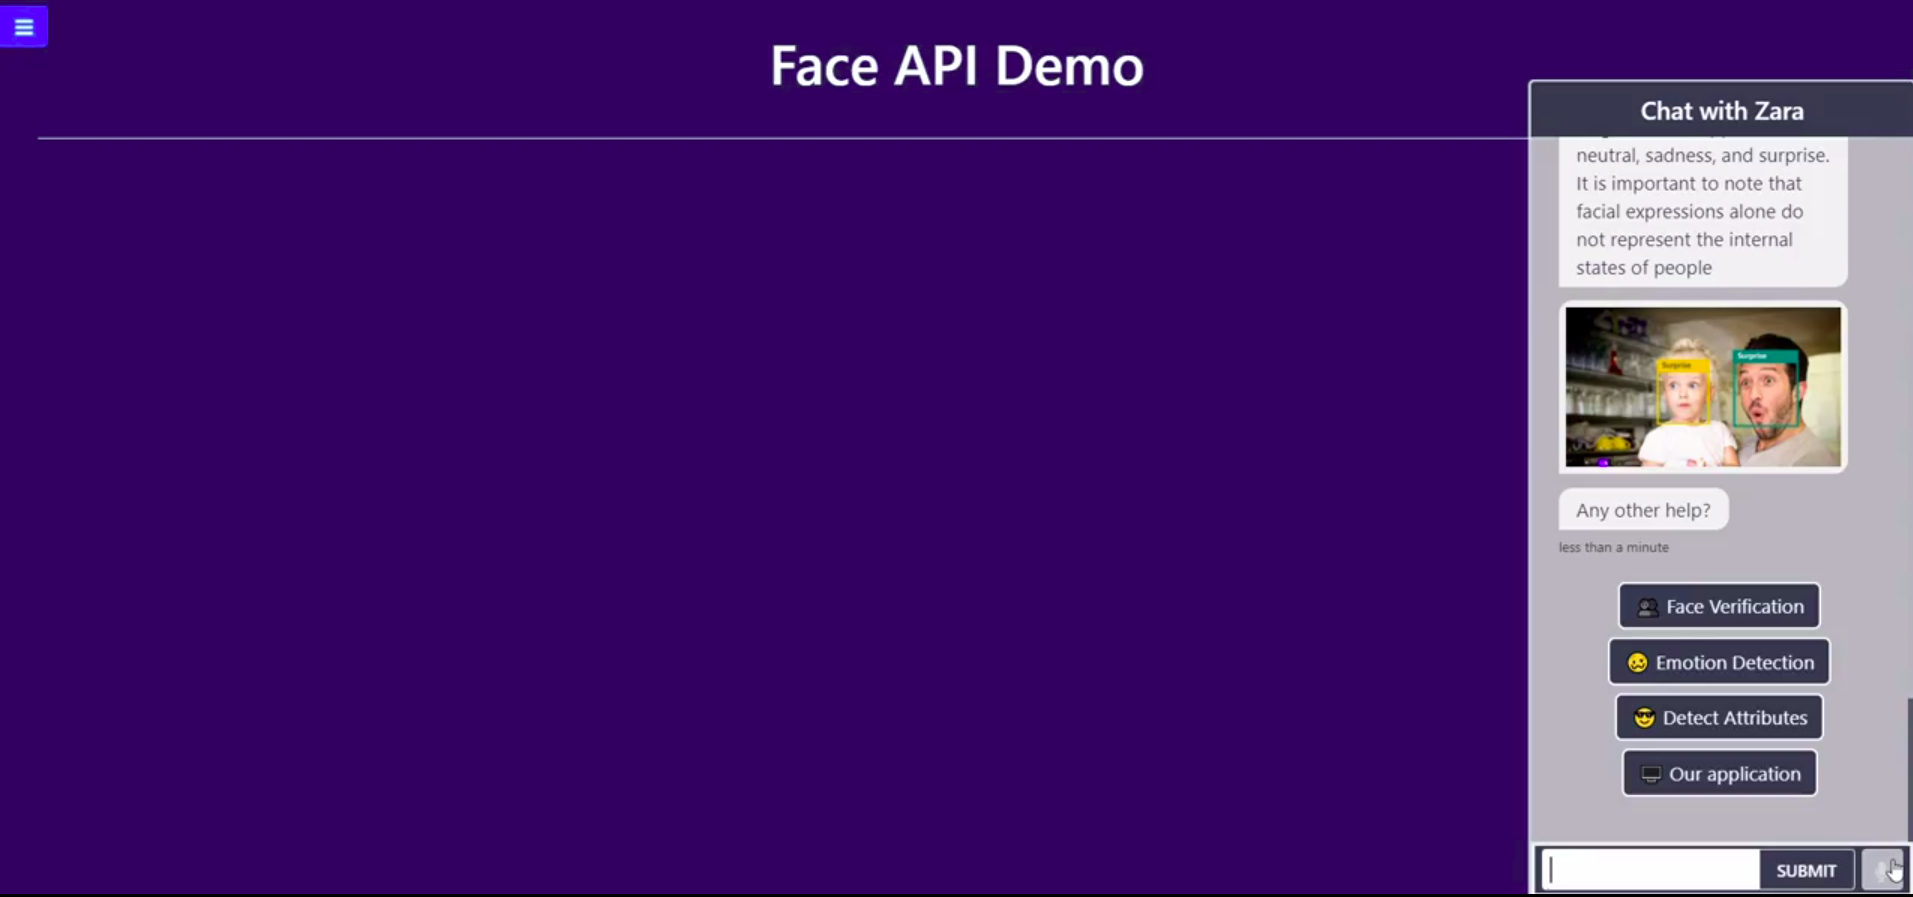 Face API Demo
Chat with Zara
neutral, sadness, and surprise.
It is important to note that
facial expressions alone do
not represent the internal
states of people
Surprise
Surprise
Any other help?
less than a minute
Face Verification
Emotion Detection
Detect Attributes
Our application
SUBMIT